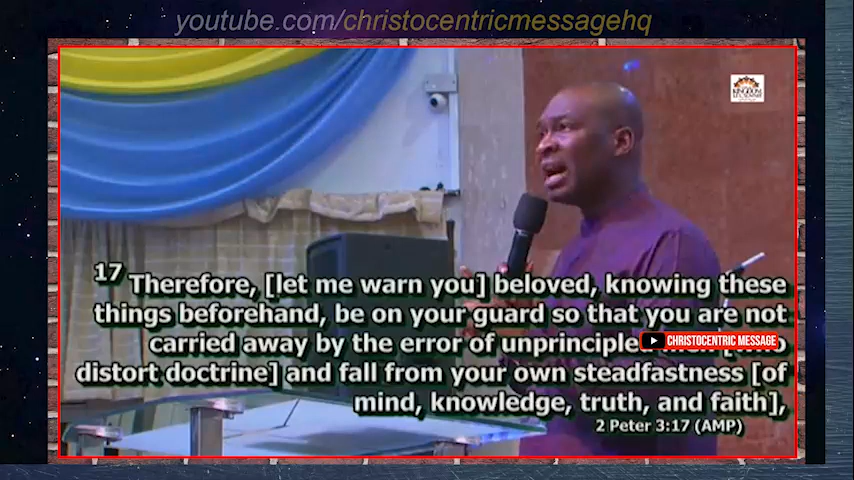 youtube.com/christocentricmessagehq
KINGDOM
17 Therefore, [let me warn you] beloved, knowing these
things beforehand, be on your guard so that you are not
carried away by the error of unprincipled
CHRISTOCENTRIC MESSAGE
distort doctrine] and fall from your own steadfastness [of
mind, knowledge, truth, and faith],
2 Peter 3:17 (AMP)